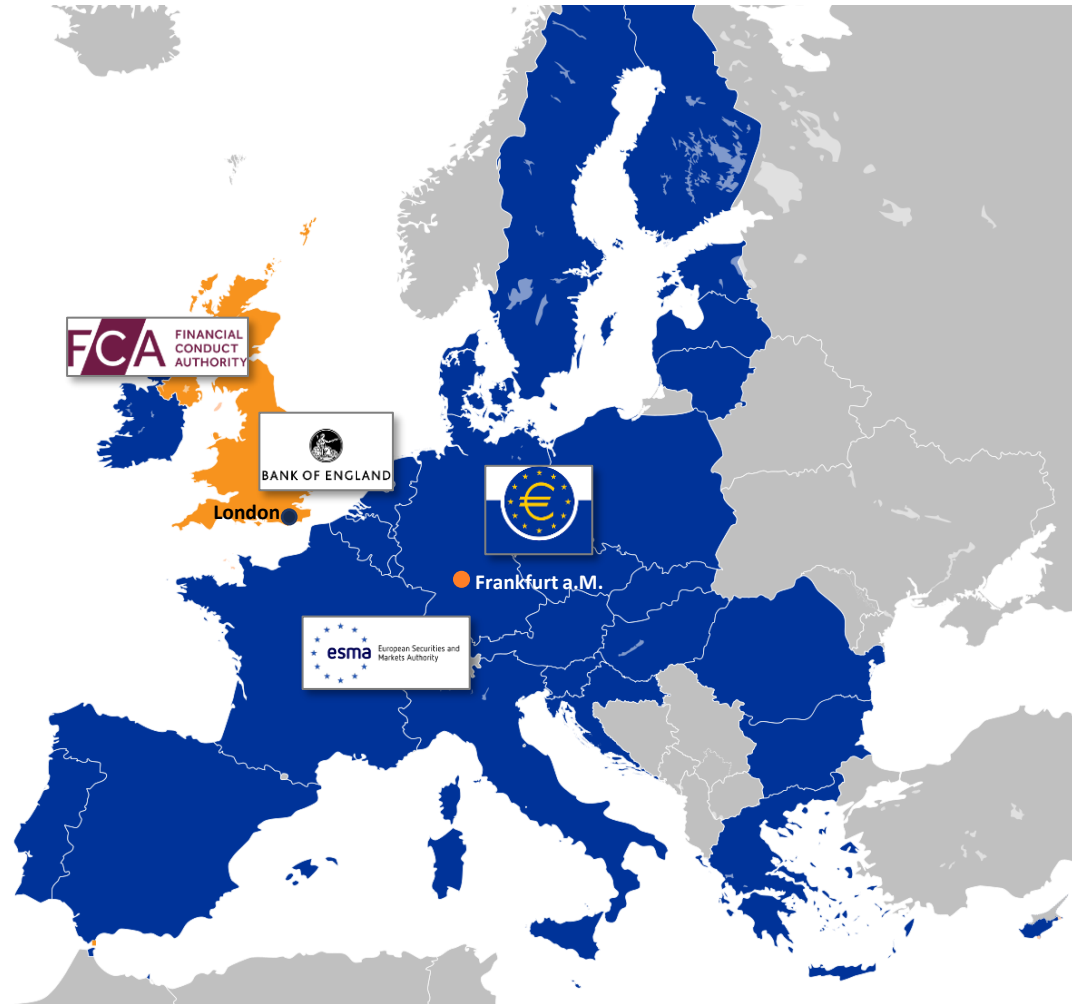 FCA
FINANCIAL
CONDUCT
AUTHORITY
BANK OF ENGLAND
London
€
Frankfurt a.M.
esma
European Securities and
Markets Authority